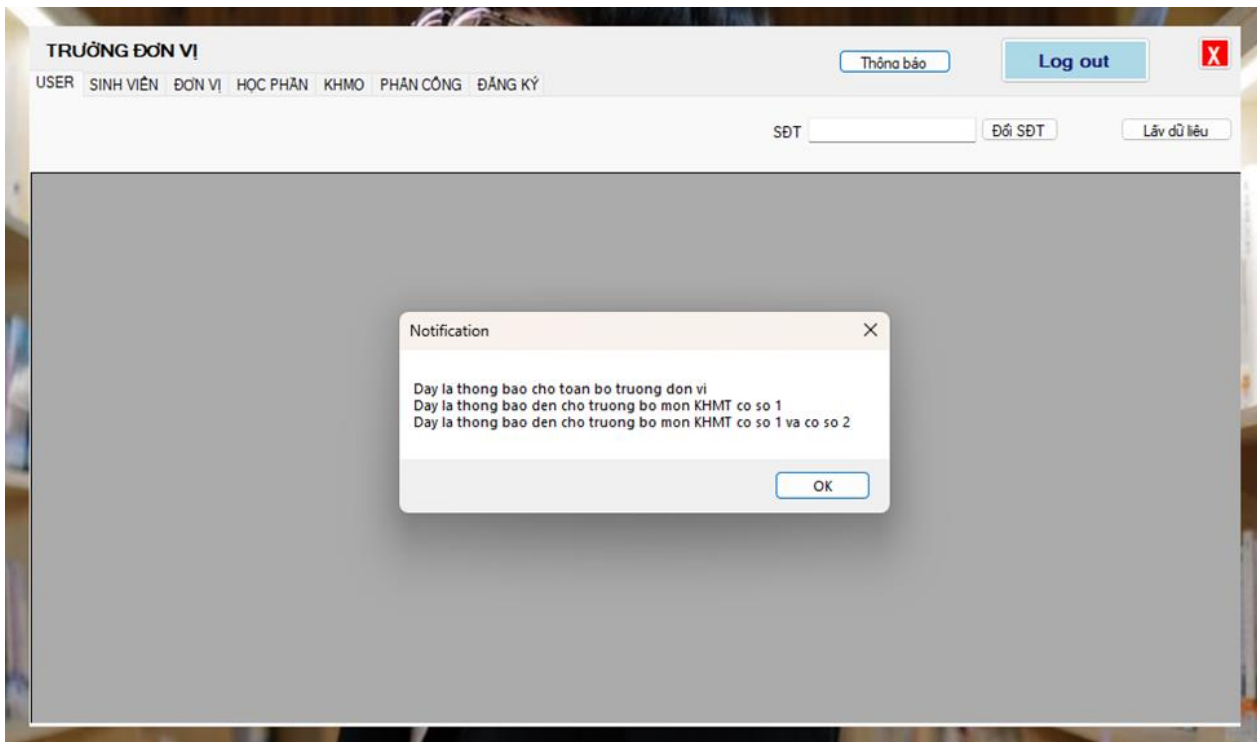 TRƯỞNG ĐƠN VỊ
Thông báo
Log out
X
USER SINH VIÊN ĐƠN VỊ HỌC PHẦN KHMO PHÂN CÔNG ĐĂNG KÝ
SĐT
Đổi SĐT
Lấy dữ liệu
Notification
Day la thong bao cho toan bo truong don vi
Day la thong bao den cho truong bo mon KHMT co so 1
Day la thong bao den cho truong bo mon KHMT co so 1 va co so 2
OK